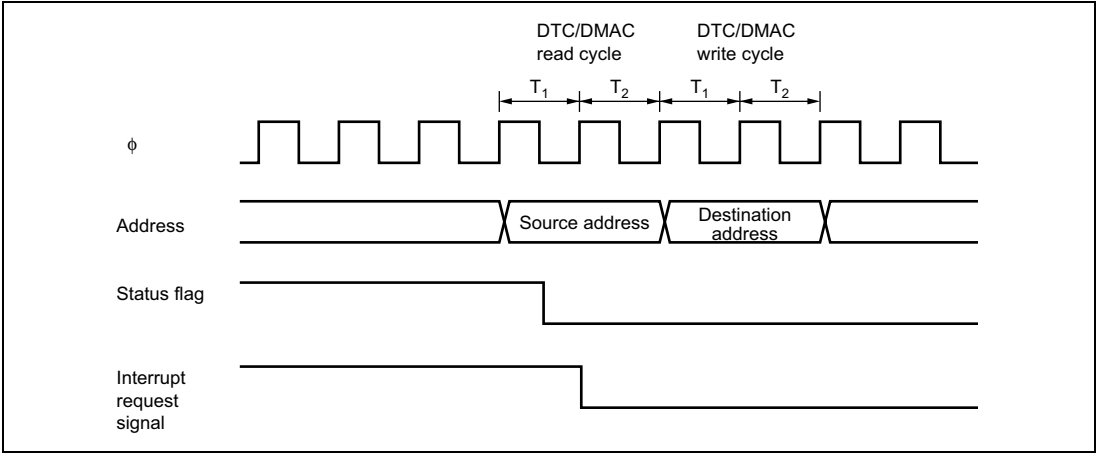 DTC/DMAC DTC/DMAC
read cycle write cycle
T1 T2 T1 T2
ϕ
Address
Source address
Destination
address
Status flag
Interrupt
request
signal